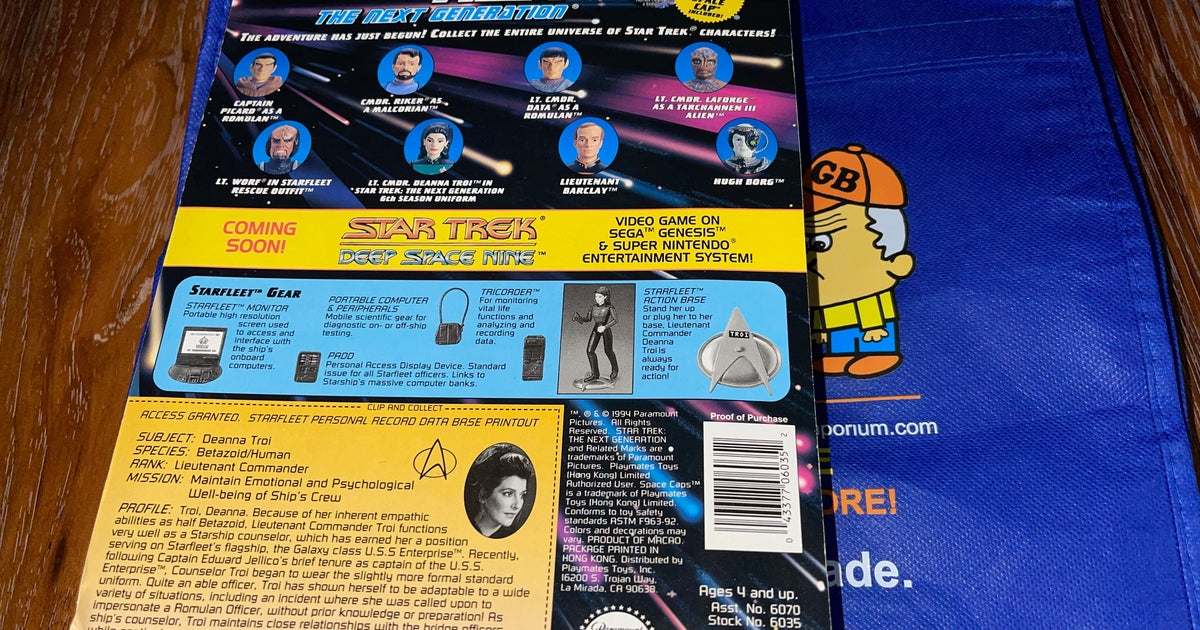 THE NEXT GENERATION®
SPACE
CAP™
INCLUDED!
THE ADVENTURE HAS JUST BEGUN! COLLECT THE ENTIRE UNIVERSE OF STAR TREK® CHARACTERS!
CAPTAIN
PICARD® AS A
ROMULAN™
CMDR. RIKER® AS
A MALCORIAN™
LT. CMDR.
DATA® AS A
ROMULAN™
LT. CMDR. LAFORGE™
AS A TARCHANNEN III
ALIEN™
LT. WORF® IN STARFLEET
RESCUE OUTFIT™
LT. CMDR. DEANNA TROI™ IN
STAR TREK: THE NEXT GENERATION
6th SEASON UNIFORM
LIEUTENANT
BARCLAY™
HUGH BORG™
COMING
SOON!
STAR TREK®
DEEP SPACE NINE™
VIDEO GAME ON
SEGA™ GENESIS™
& SUPER NINTENDO®
ENTERTAINMENT SYSTEM!
STARFLEET™ GEAR
STARFLEET™ MONITOR
Portable high resolution
screen used
to access and
interface with
the ship's
onboard
computers.
PORTABLE COMPUTER
& PERIPHERALS
Mobile scientific gear for
diagnostic on- or off-ship
testing.
PADD
Personal Access Display Device. Standard
issue for all Starfleet officers. Links to
Starship's massive computer banks.
TRICORDER™
For monitoring
vital life
functions and
analyzing and
recording
data.
STARFLEET™
ACTION BASE
Stand her up
or plug her to her
base, Lieutenant
Commander
Deanna
Troi is
always
ready for
action!
TROI
CLIP AND COLLECT
ACCESS GRANTED. STARFLEET PERSONAL RECORD DATA BASE PRINTOUT
SUBJECT: Deanna Troi
SPECIES: Betazoid/Human
RANK: Lieutenant Commander
MISSION: Maintain Emotional and Psychological
Well-being of Ship's Crew
PROFILE: Troi, Deanna. Because of her inherent empathic
abilities as half Betazoid, Lieutenant Commander Troi functions
very well as a Starship counselor, which has earned her a position
serving on Starfleet's flagship, the Galaxy class U.S.S Enterprise™. Recently,
following Captain Edward Jellico's brief tenure as captain of the U.S.S.
Enterprise™, Counselor Troi began to wear the slightly more formal standard
uniform. Quite an able officer, Troi has shown herself to be adaptable to a wide
variety of situations, including an incident where she was called upon to
impersonate a Romulan Officer, without prior knowledge or preparation! As
ship's counselor, Troi maintains close relationships with the bridge officers
™, ® & © 1994 Paramount
Pictures. All Rights
Reserved. STAR TREK:
THE NEXT GENERATION
and Related Marks are
trademarks of Paramount
Pictures. Playmates Toys
(Hong Kong) Limited
Authorized User. Space Caps™
is a trademark of Playmates
Toys (Hong Kong) Limited.
Conforms to toy safety
standards ASTM F963-92.
Colors and decorations may
vary. PRODUCT OF MACAO.
PACKAGE PRINTED IN
HONG KONG. Distributed by
Playmates Toys, Inc.
16200 S. Trojan Way,
La Mirada, CA 90638.
Paramount
Proof of Purchase
0 43377 06035 2
Ages 4 and up.
Asst. No. 6070
Stock No. 6035
GB
porium.com
ORE!
ade.